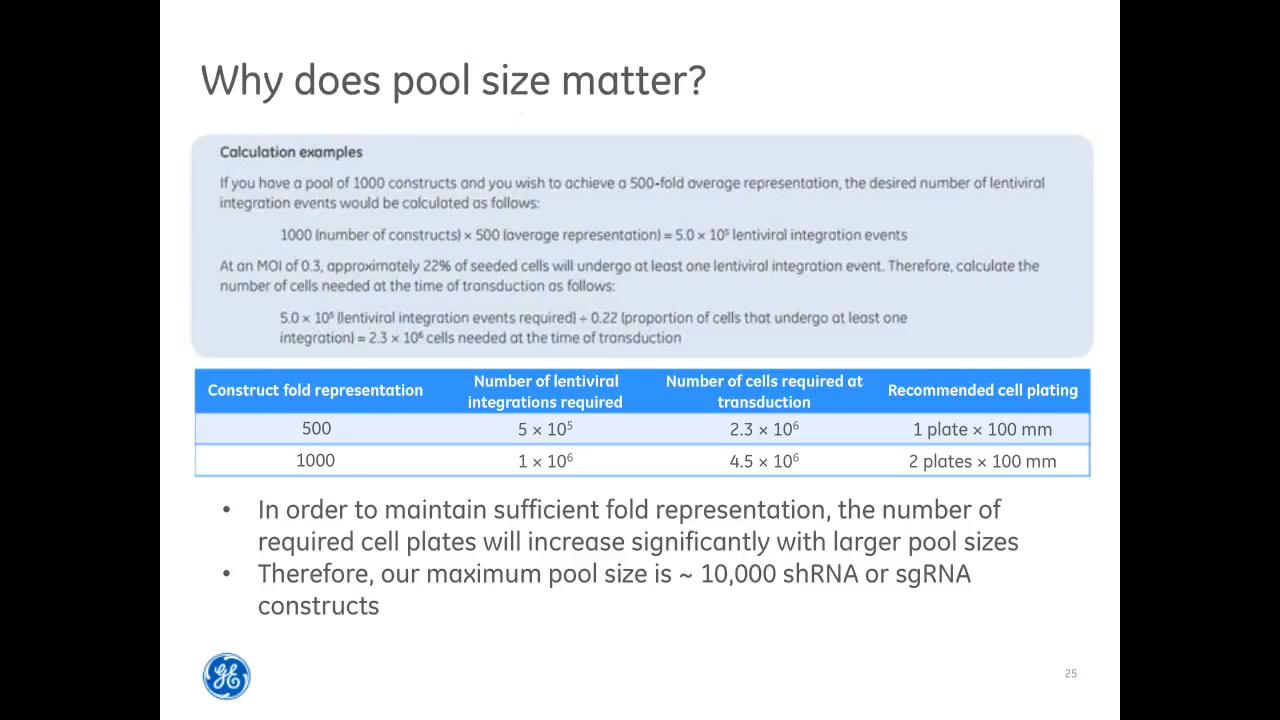 Why does pool size matter?
Calculation examples
If you have a pool of 1000 constructs and you wish to achieve a 500-fold average representation, the desired number of lentiviral
integration events would be calculated as follows:
1000 (number of constructs) × 500 (average representation) = 5.0 × 10⁵ lentiviral integration events
At an MOI of 0.3, approximately 22% of seeded cells will undergo at least one lentiviral integration event. Therefore, calculate the
number of cells needed at the time of transduction as follows:
5.0 × 10⁵ (lentiviral integration events required) ÷ 0.22 (proportion of cells that undergo at least one
integration) = 2.3 × 10⁶ cells needed at the time of transduction
Construct fold representation
Number of lentiviral
integrations required
Number of cells required at
transduction
Recommended cell plating
500
5 × 10⁵
2.3 × 10⁶
1 plate × 100 mm
1000
1 × 10⁶
4.5 × 10⁶
2 plates × 100 mm
• In order to maintain sufficient fold representation, the number of
required cell plates will increase significantly with larger pool sizes
• Therefore, our maximum pool size is ~ 10,000 shRNA or sgRNA
constructs
GE
25